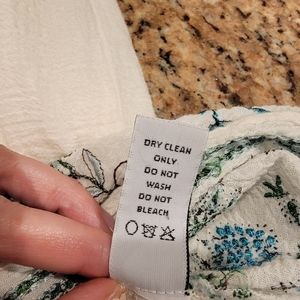 DRY CLEAN
ONLY
DO NOT
WASH
DO NOT
BLEACH